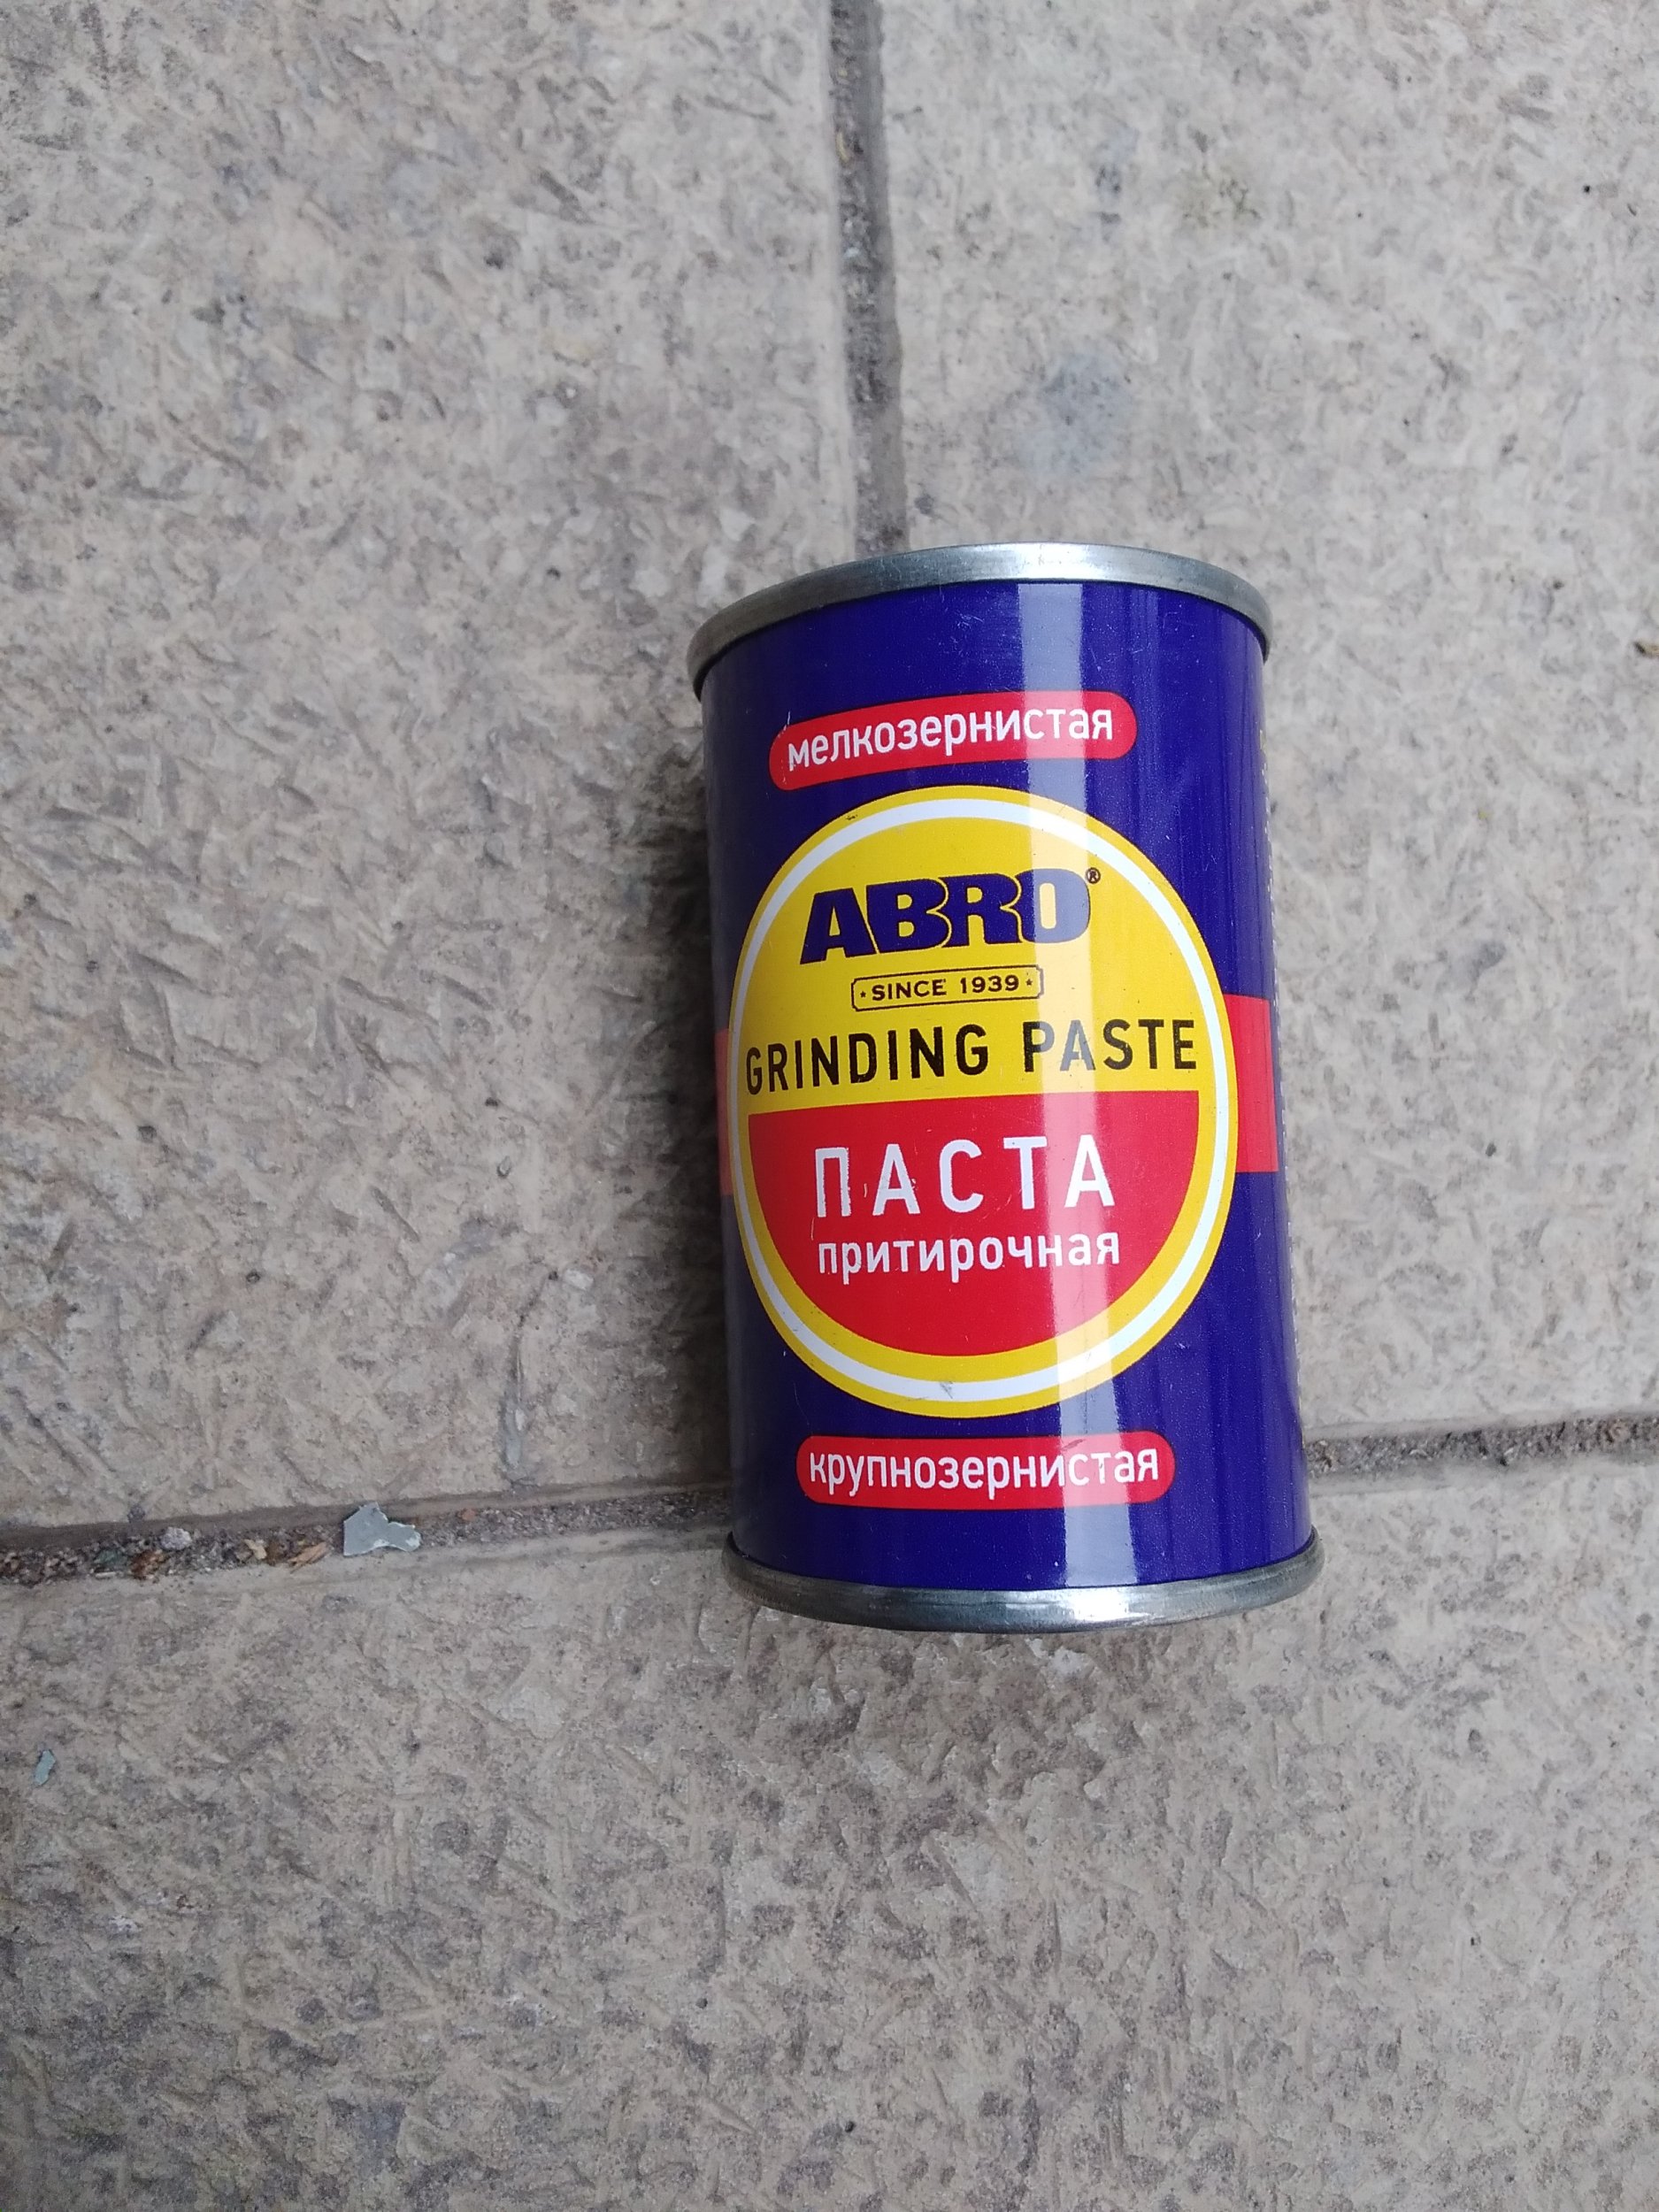 мелкозернистая
ABRO®
SINCE 1939
GRINDING PASTE
ПАСТА
притирочная
крупнозернистая